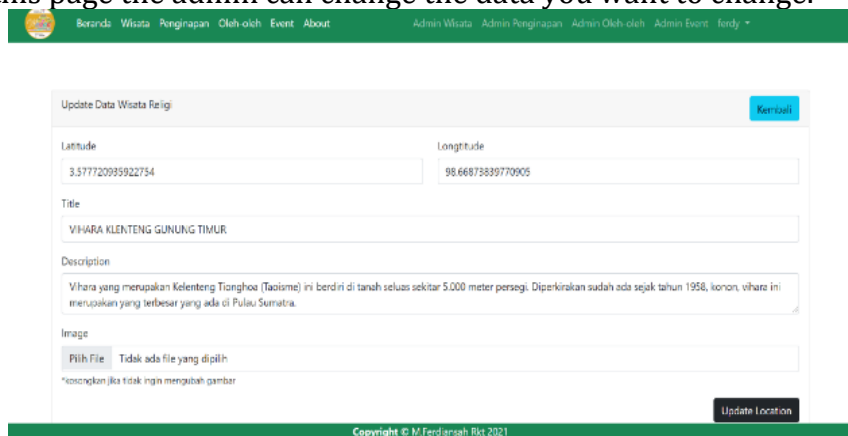 this page the admin can change the data you want to change.
Beranda Wisata Penginapan Oleh-oleh Event About Admin Wisata Admin Penginapan Admin Oleh-oleh Admin Event ferdy
Update Data Wisata Religi Kembali
Latitude Longtitude
3.577720935922754 98.66873839770905
Title
VIHARA KLENTENG GUNUNG TIMUR
Description
Vihara yang merupakan Kelenteng Tionghoa (Taoisme) ini berdiri di tanah seluas sekitar 5.000 meter persegi. Diperkirakan sudah ada sejak tahun 1958, konon, vihara ini
merupakan yang terbesar yang ada di Pulau Sumatra.
Image
Pilih File Tidak ada file yang dipilih
*kosongkan jika tidak ingin mengubah gambar
Update Location
Copyright © M.Ferdiansah Rkt 2021